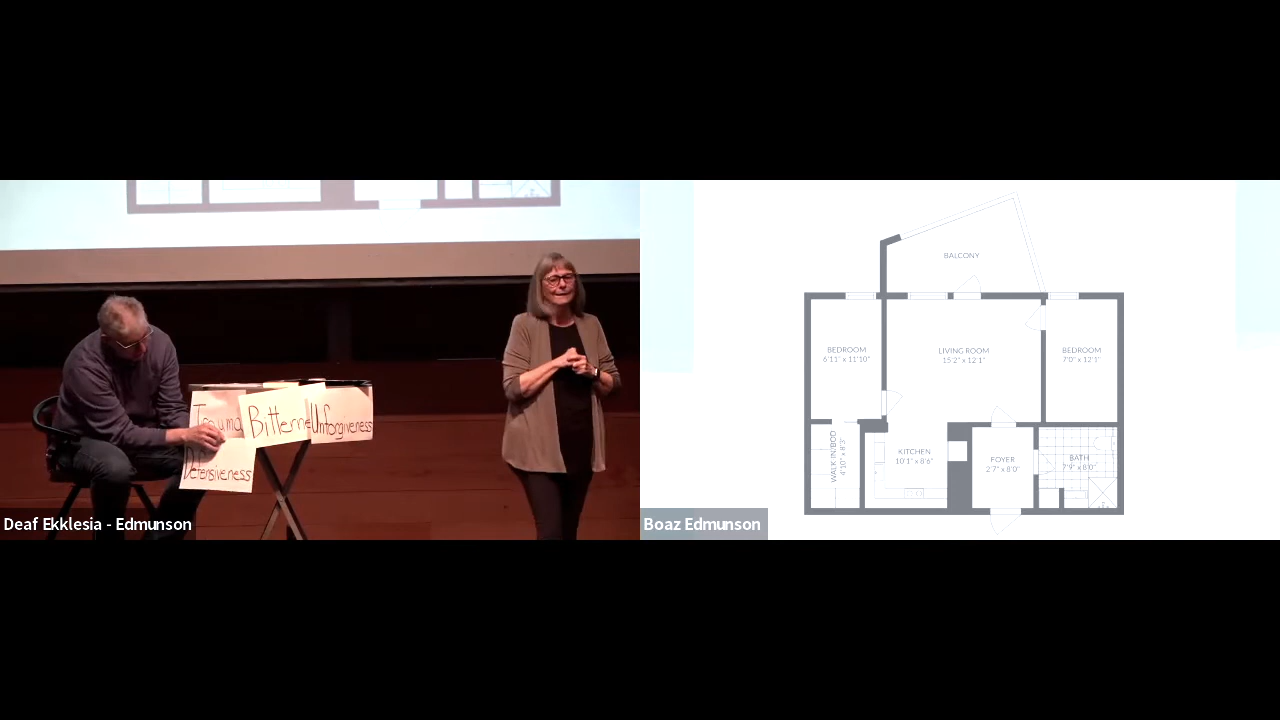 Trauma
Bitterne
Unforgiveness
Defensiveness
Deaf Ekklesia - Edmunson
BALCONY
BEDROOM
6'11" x 11'10"
LIVING ROOM
15'2" x 12'1"
BEDROOM
7'0" x 12'1"
WALK-IN/BOD
4'10" x 8'3"
KITCHEN
10'1" x 8'6"
FOYER
2'7" x 8'0"
BATH
7'9" x 8'0"
Boaz Edmunson